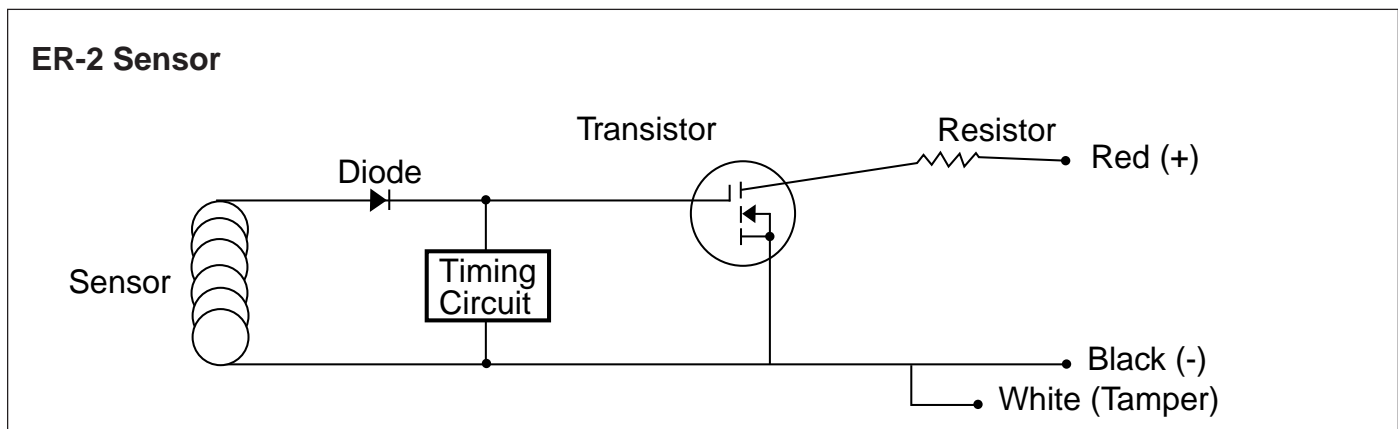 ER-2 Sensor
Transistor
Resistor
Red (+)
Diode
Sensor
Timing
Circuit
Black (-)
White (Tamper)